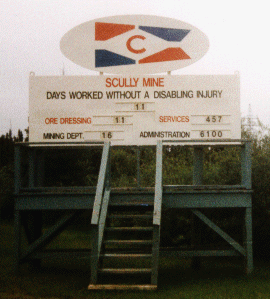 C
SCULLY MINE
DAYS WORKED WITHOUT A DISABLING INJURY
11
ORE DRESSING 11 SERVICES 457
MINING DEPT. 16 ADMINISTRATION 6100